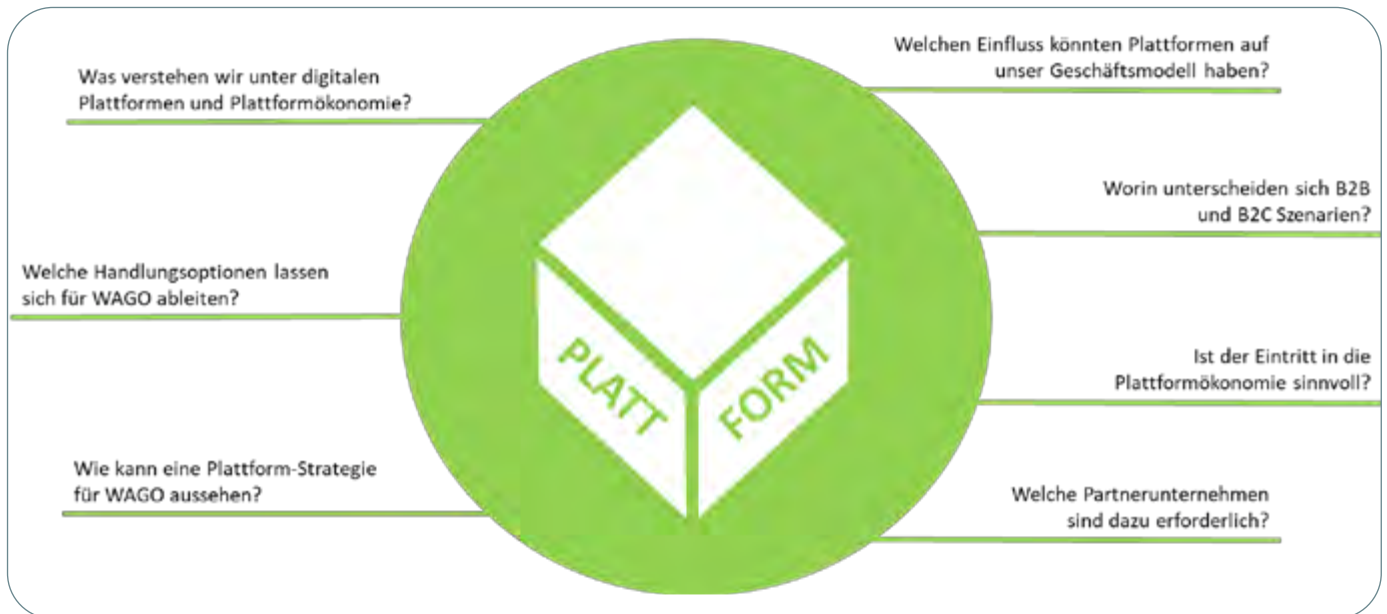 Was verstehen wir unter digitalen
Plattformen und Plattformökonomie?
Welche Handlungsoptionen lassen
sich für WAGO ableiten?
Wie kann eine Plattform-Strategie
für WAGO aussehen?
PLATT
FORM
Welchen Einfluss könnten Plattformen auf
unser Geschäftsmodell haben?
Worin unterscheiden sich B2B
und B2C Szenarien?
Ist der Eintritt in die
Plattformökonomie sinnvoll?
Welche Partnerunternehmen
sind dazu erforderlich?